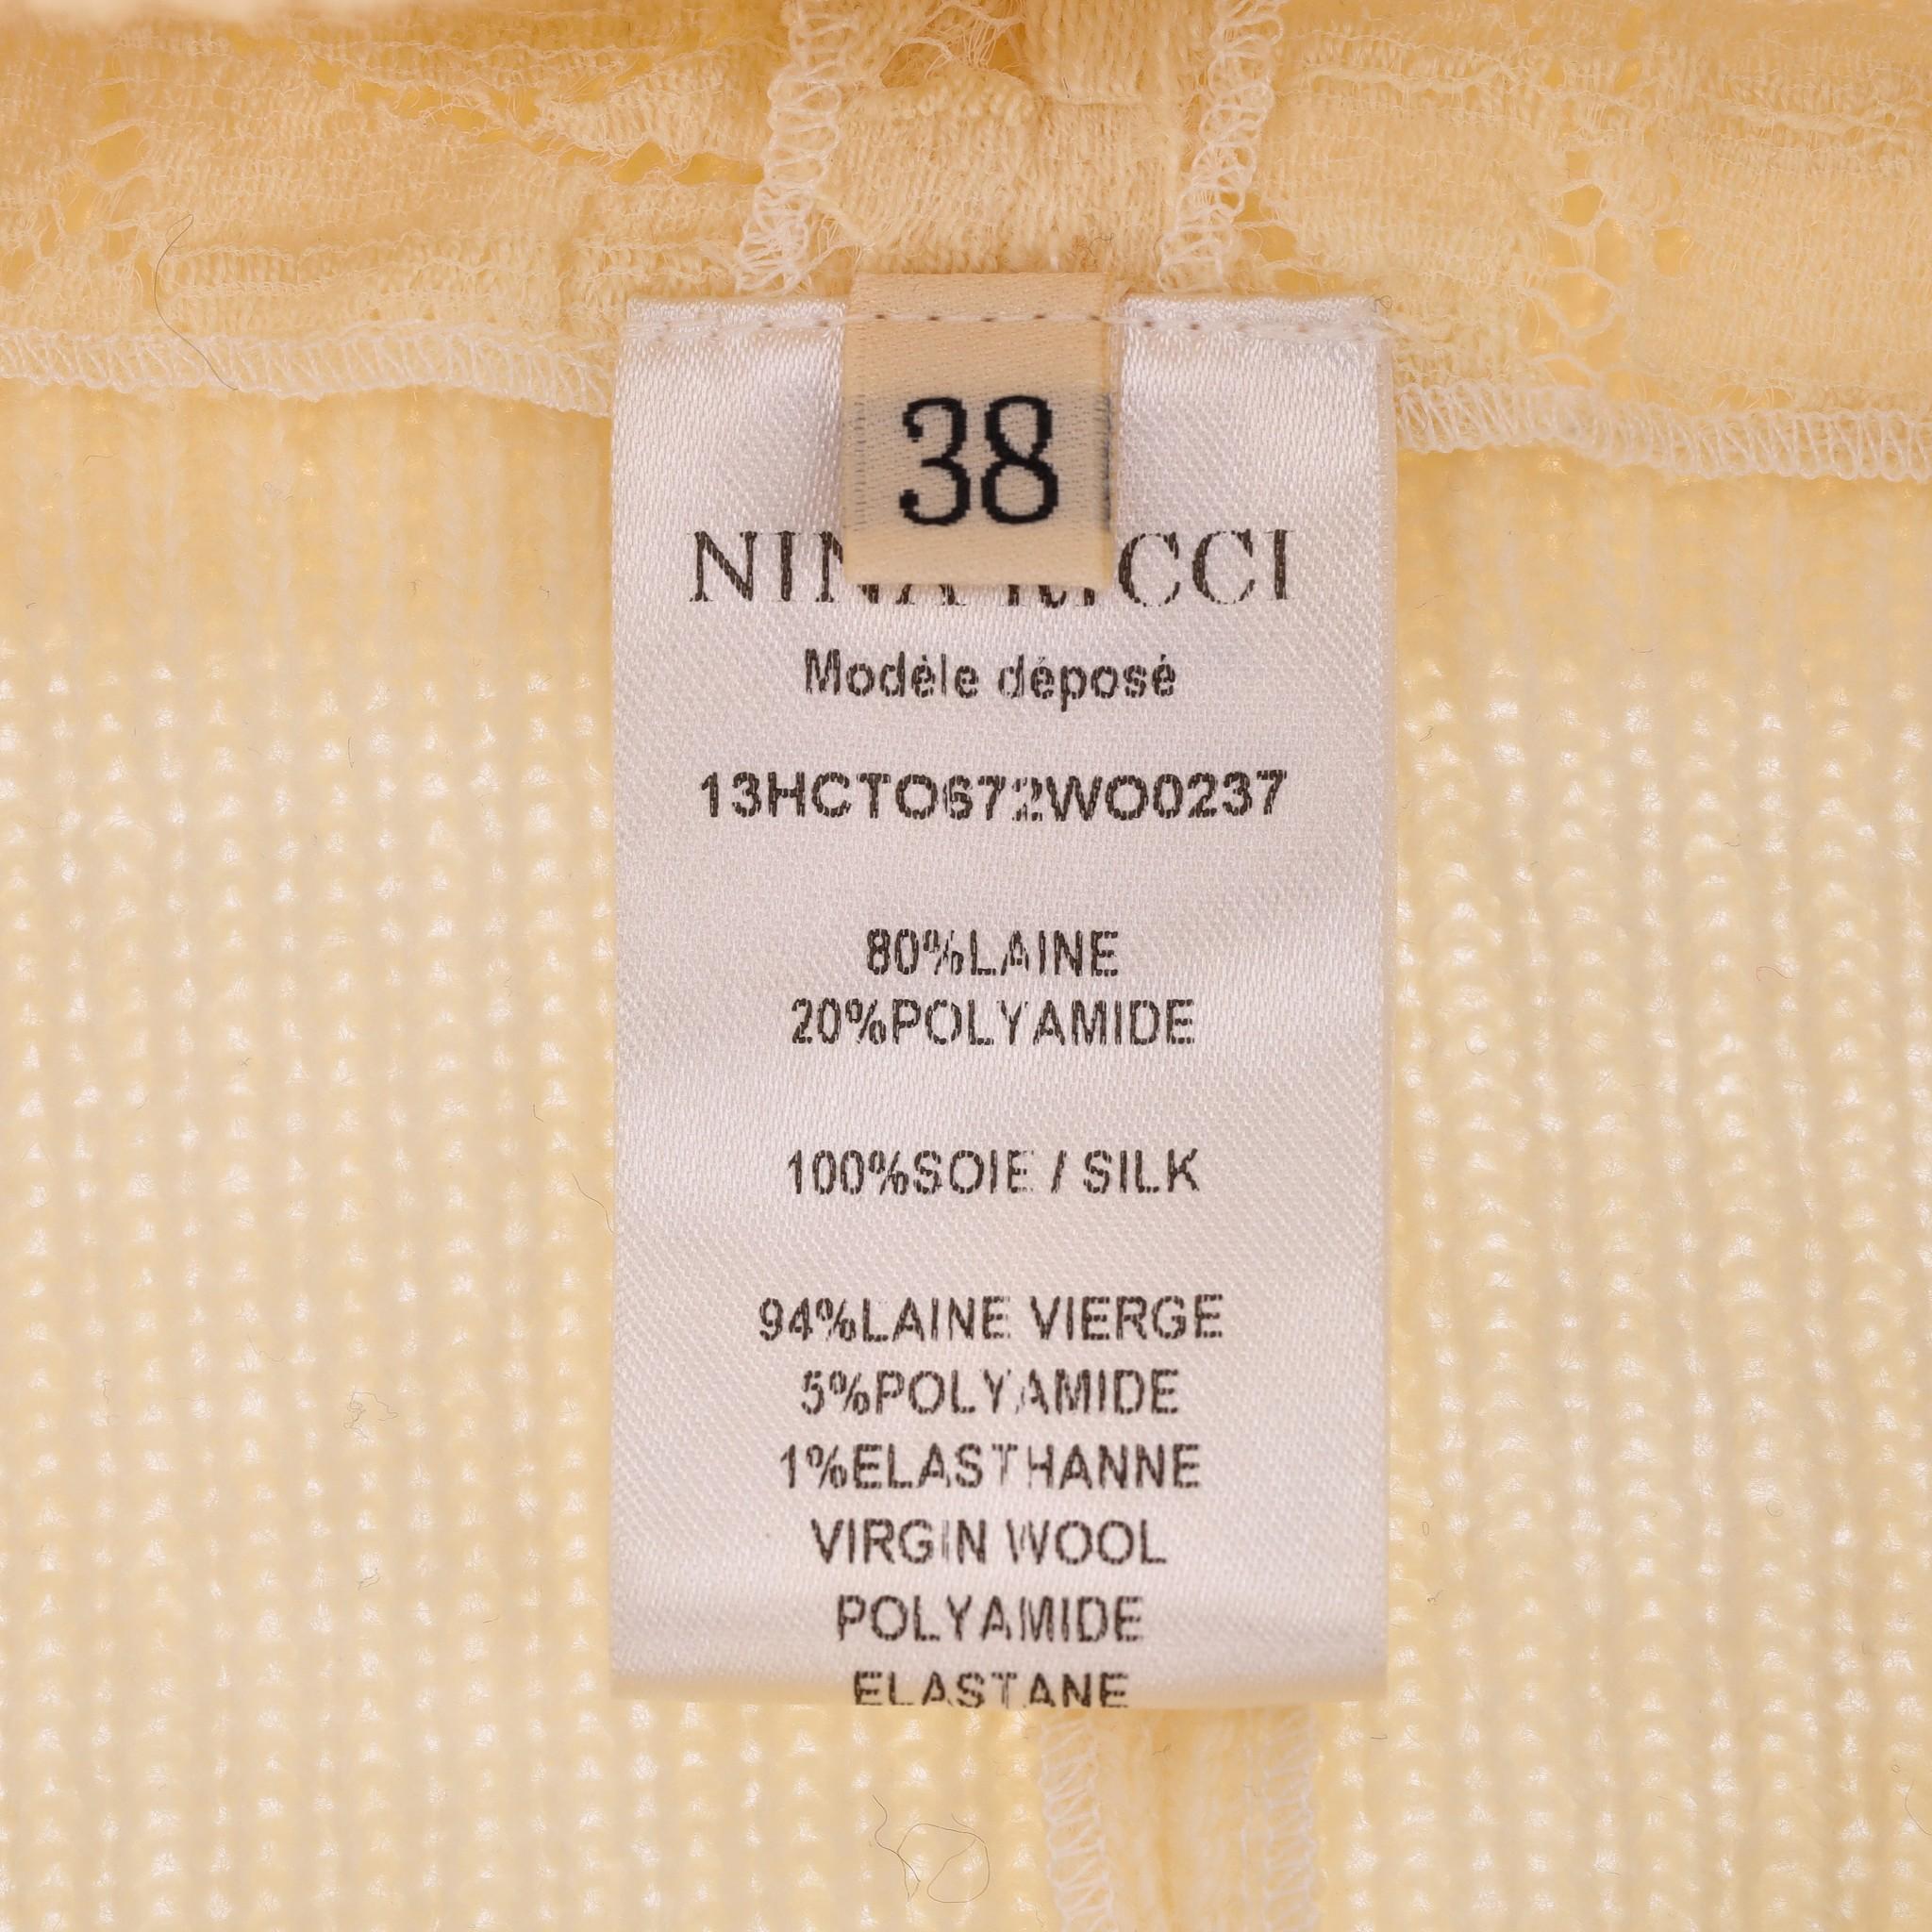 38
NINA RICCI
Modèle déposé
13HCTO672WO0237
80%LAINE
20%POLYAMIDE
100%SOIE / SILK
94%LAINE VIERGE
5%POLYAMIDE
1%ELASTHANNE
VIRGIN WOOL
POLYAMIDE
ELASTANE